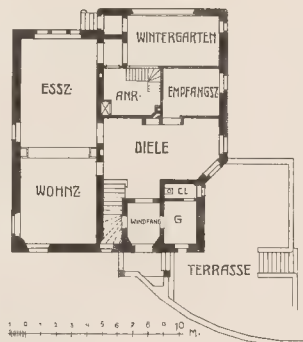 WINTERGARTEN
ESSZ.
ANR.
EMPFANGSZ.
DIELE
WOHNZ.
CL
WINDFANG
G
TERRASSE
1 0 1 2 3 4 5 6 7 8 9 10 M.